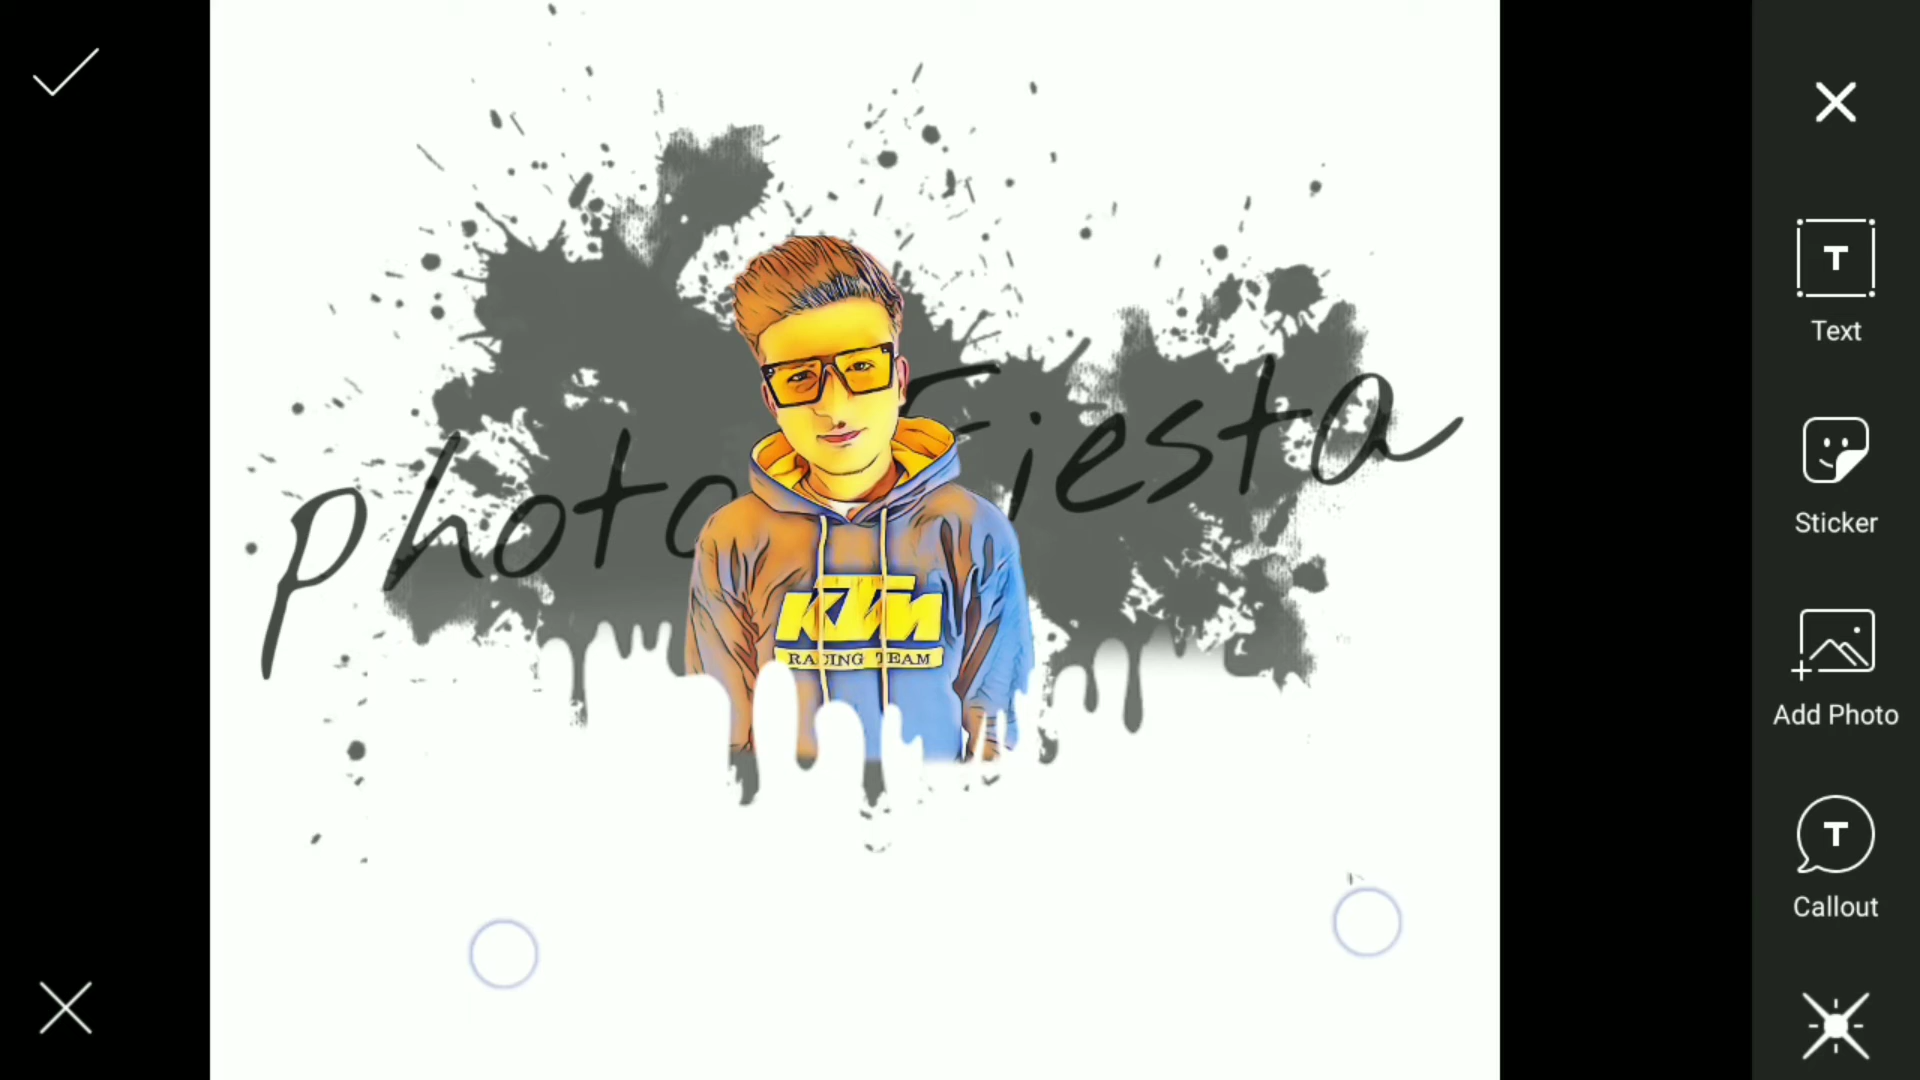 photo Fiesta
KTM
RACING TEAM
T
Text
Sticker
Add Photo
T
Callout